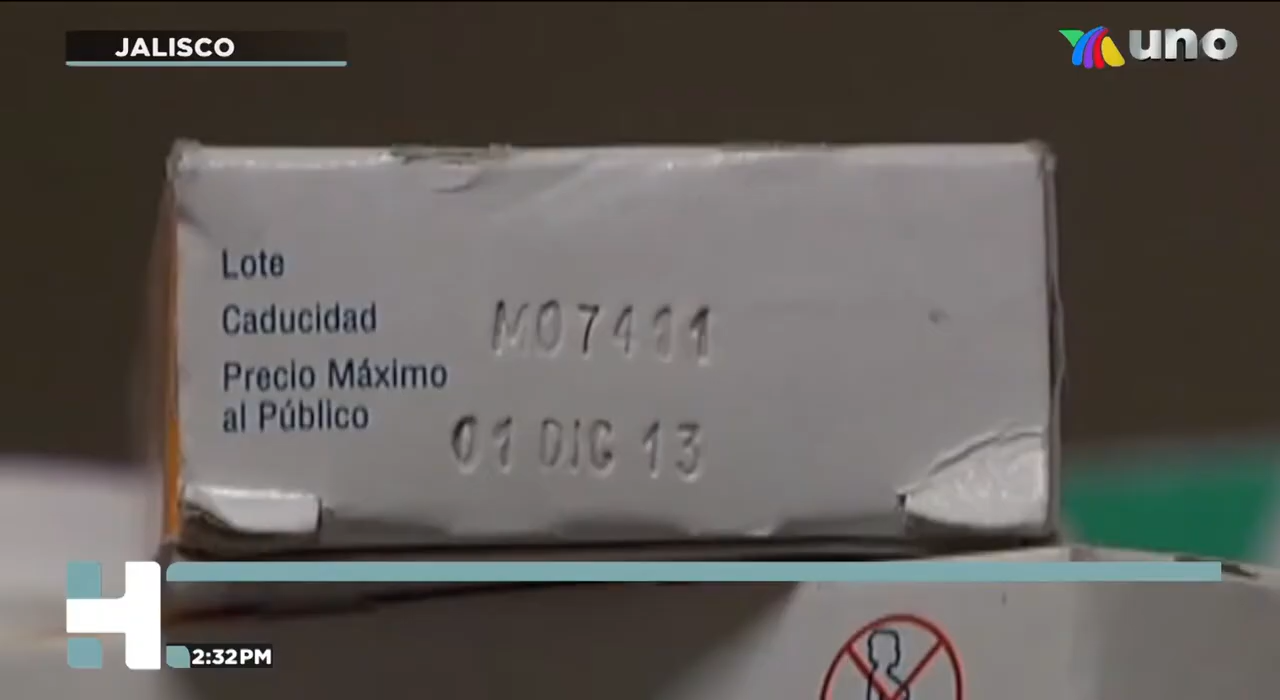 JALISCO
uno
Lote
Caducidad
M07411
Precio Máximo
al Público
01 DIC 13
2:32PM